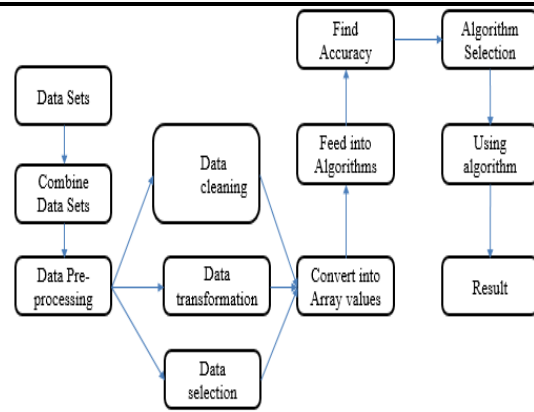 Data Sets
Combine
Data Sets
Data Pre-
processing
Data
cleaning
Data
transformation
Data
selection
Convert into
Array values
Feed into
Algorithms
Find
Accuracy
Algorithm
Selection
Using
algorithm
Result